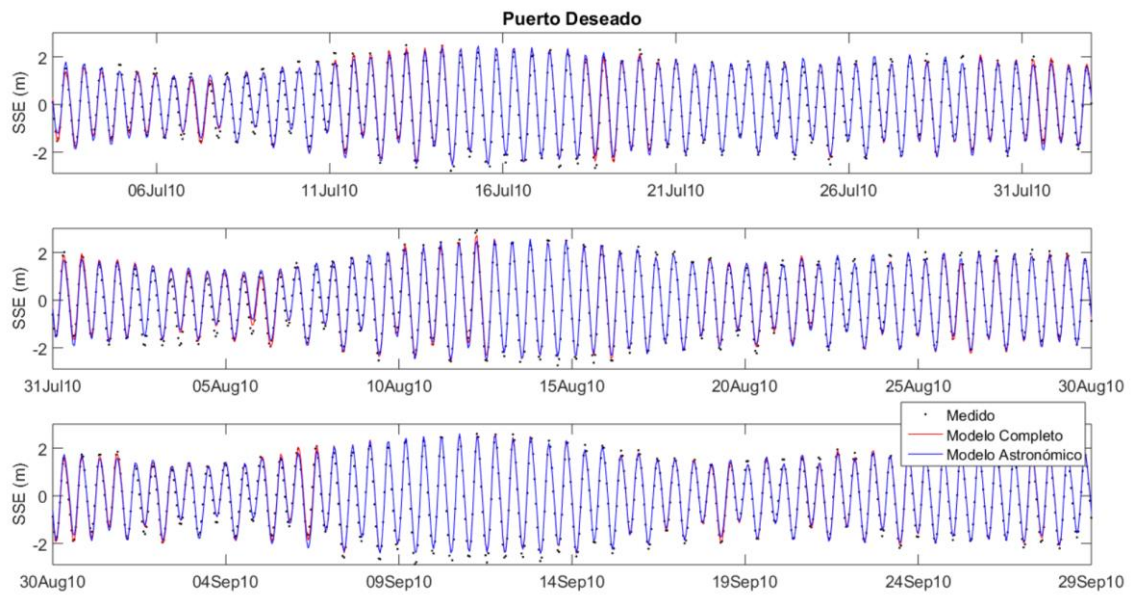 Puerto Deseado
SSE (m)
2
0
-2
06Jul10 11Jul10 16Jul10 21Jul10 26Jul10 31Jul10
SSE (m)
2
0
-2
31Jul10 05Aug10 10Aug10 15Aug10 20Aug10 25Aug10 30Aug10
Medido
Modelo Completo
Modelo Astronómico
SSE (m)
2
0
-2
30Aug10 04Sep10 09Sep10 14Sep10 19Sep10 24Sep10 29Sep10